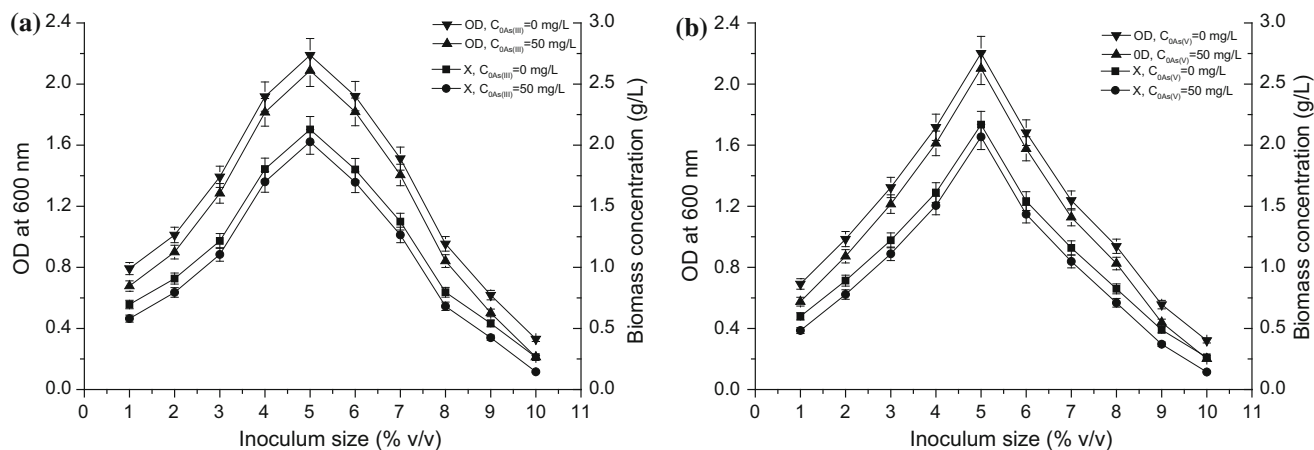 (a)
OD, C0As(III)=0 mg/L
OD, C0As(III)=50 mg/L
X, C0As(III)=0 mg/L
X, C0As(III)=50 mg/L
OD at 600 nm
2.4
2.0
1.6
1.2
0.8
0.4
0.0
3.0
2.5
2.0
1.5
1.0
0.5
0.0
Biomass concentration (g/L)
0 1 2 3 4 5 6 7 8 9 10 11
Inoculum size (% v/v)
(b)
OD, C0As(V)=0 mg/L
0D, C0As(V)=50 mg/L
X, C0As(V)=0 mg/L
X, C0As(V)=50 mg/L
OD at 600 nm
2.4
2.0
1.6
1.2
0.8
0.4
0.0
3.0
2.5
2.0
1.5
1.0
0.5
0.0
Biomass concentration (g/L)
0 1 2 3 4 5 6 7 8 9 10 11
Inoculum size (% v/v)